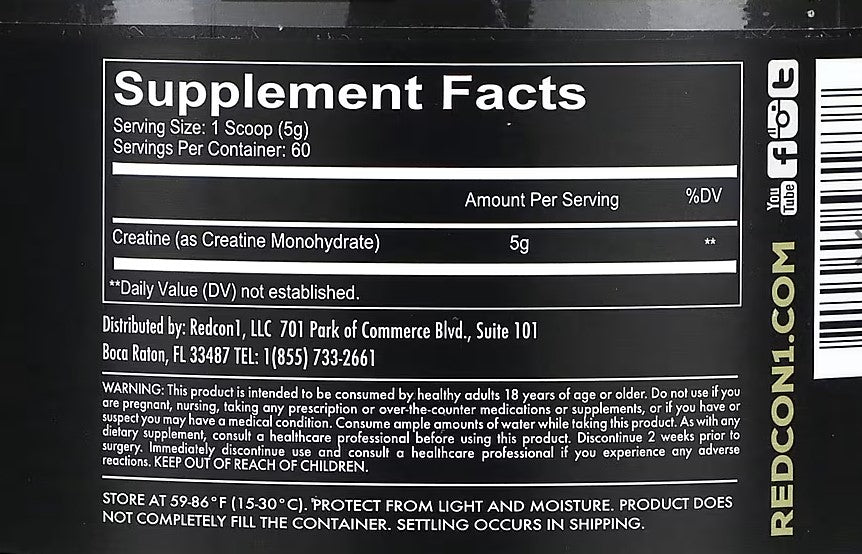 Supplement Facts
Serving Size: 1 Scoop (5g)
Servings Per Container: 60
Amount Per Serving %DV
Creatine (as Creatine Monohydrate) 5g **
**Daily Value (DV) not established.
Distributed by: Redcon1, LLC 701 Park of Commerce Blvd., Suite 101
Boca Raton, FL 33487 TEL: 1(855) 733-2661
WARNING: This product is intended to be consumed by healthy adults 18 years of age or older. Do not use if you
are pregnant, nursing, taking any prescription or over-the-counter medications or supplements, or if you have or
suspect you may have a medical condition. Consume ample amounts of water while taking this product. As with any
dietary supplement, consult a healthcare professional before using this product. Discontinue 2 weeks prior to
surgery. Immediately discontinue use and consult a healthcare professional if you experience any adverse
reactions. KEEP OUT OF REACH OF CHILDREN.
STORE AT 59-86°F (15-30°C). PROTECT FROM LIGHT AND MOISTURE. PRODUCT DOES
NOT COMPLETELY FILL THE CONTAINER. SETTLING OCCURS IN SHIPPING.
REDCON1.COM
You
Tube